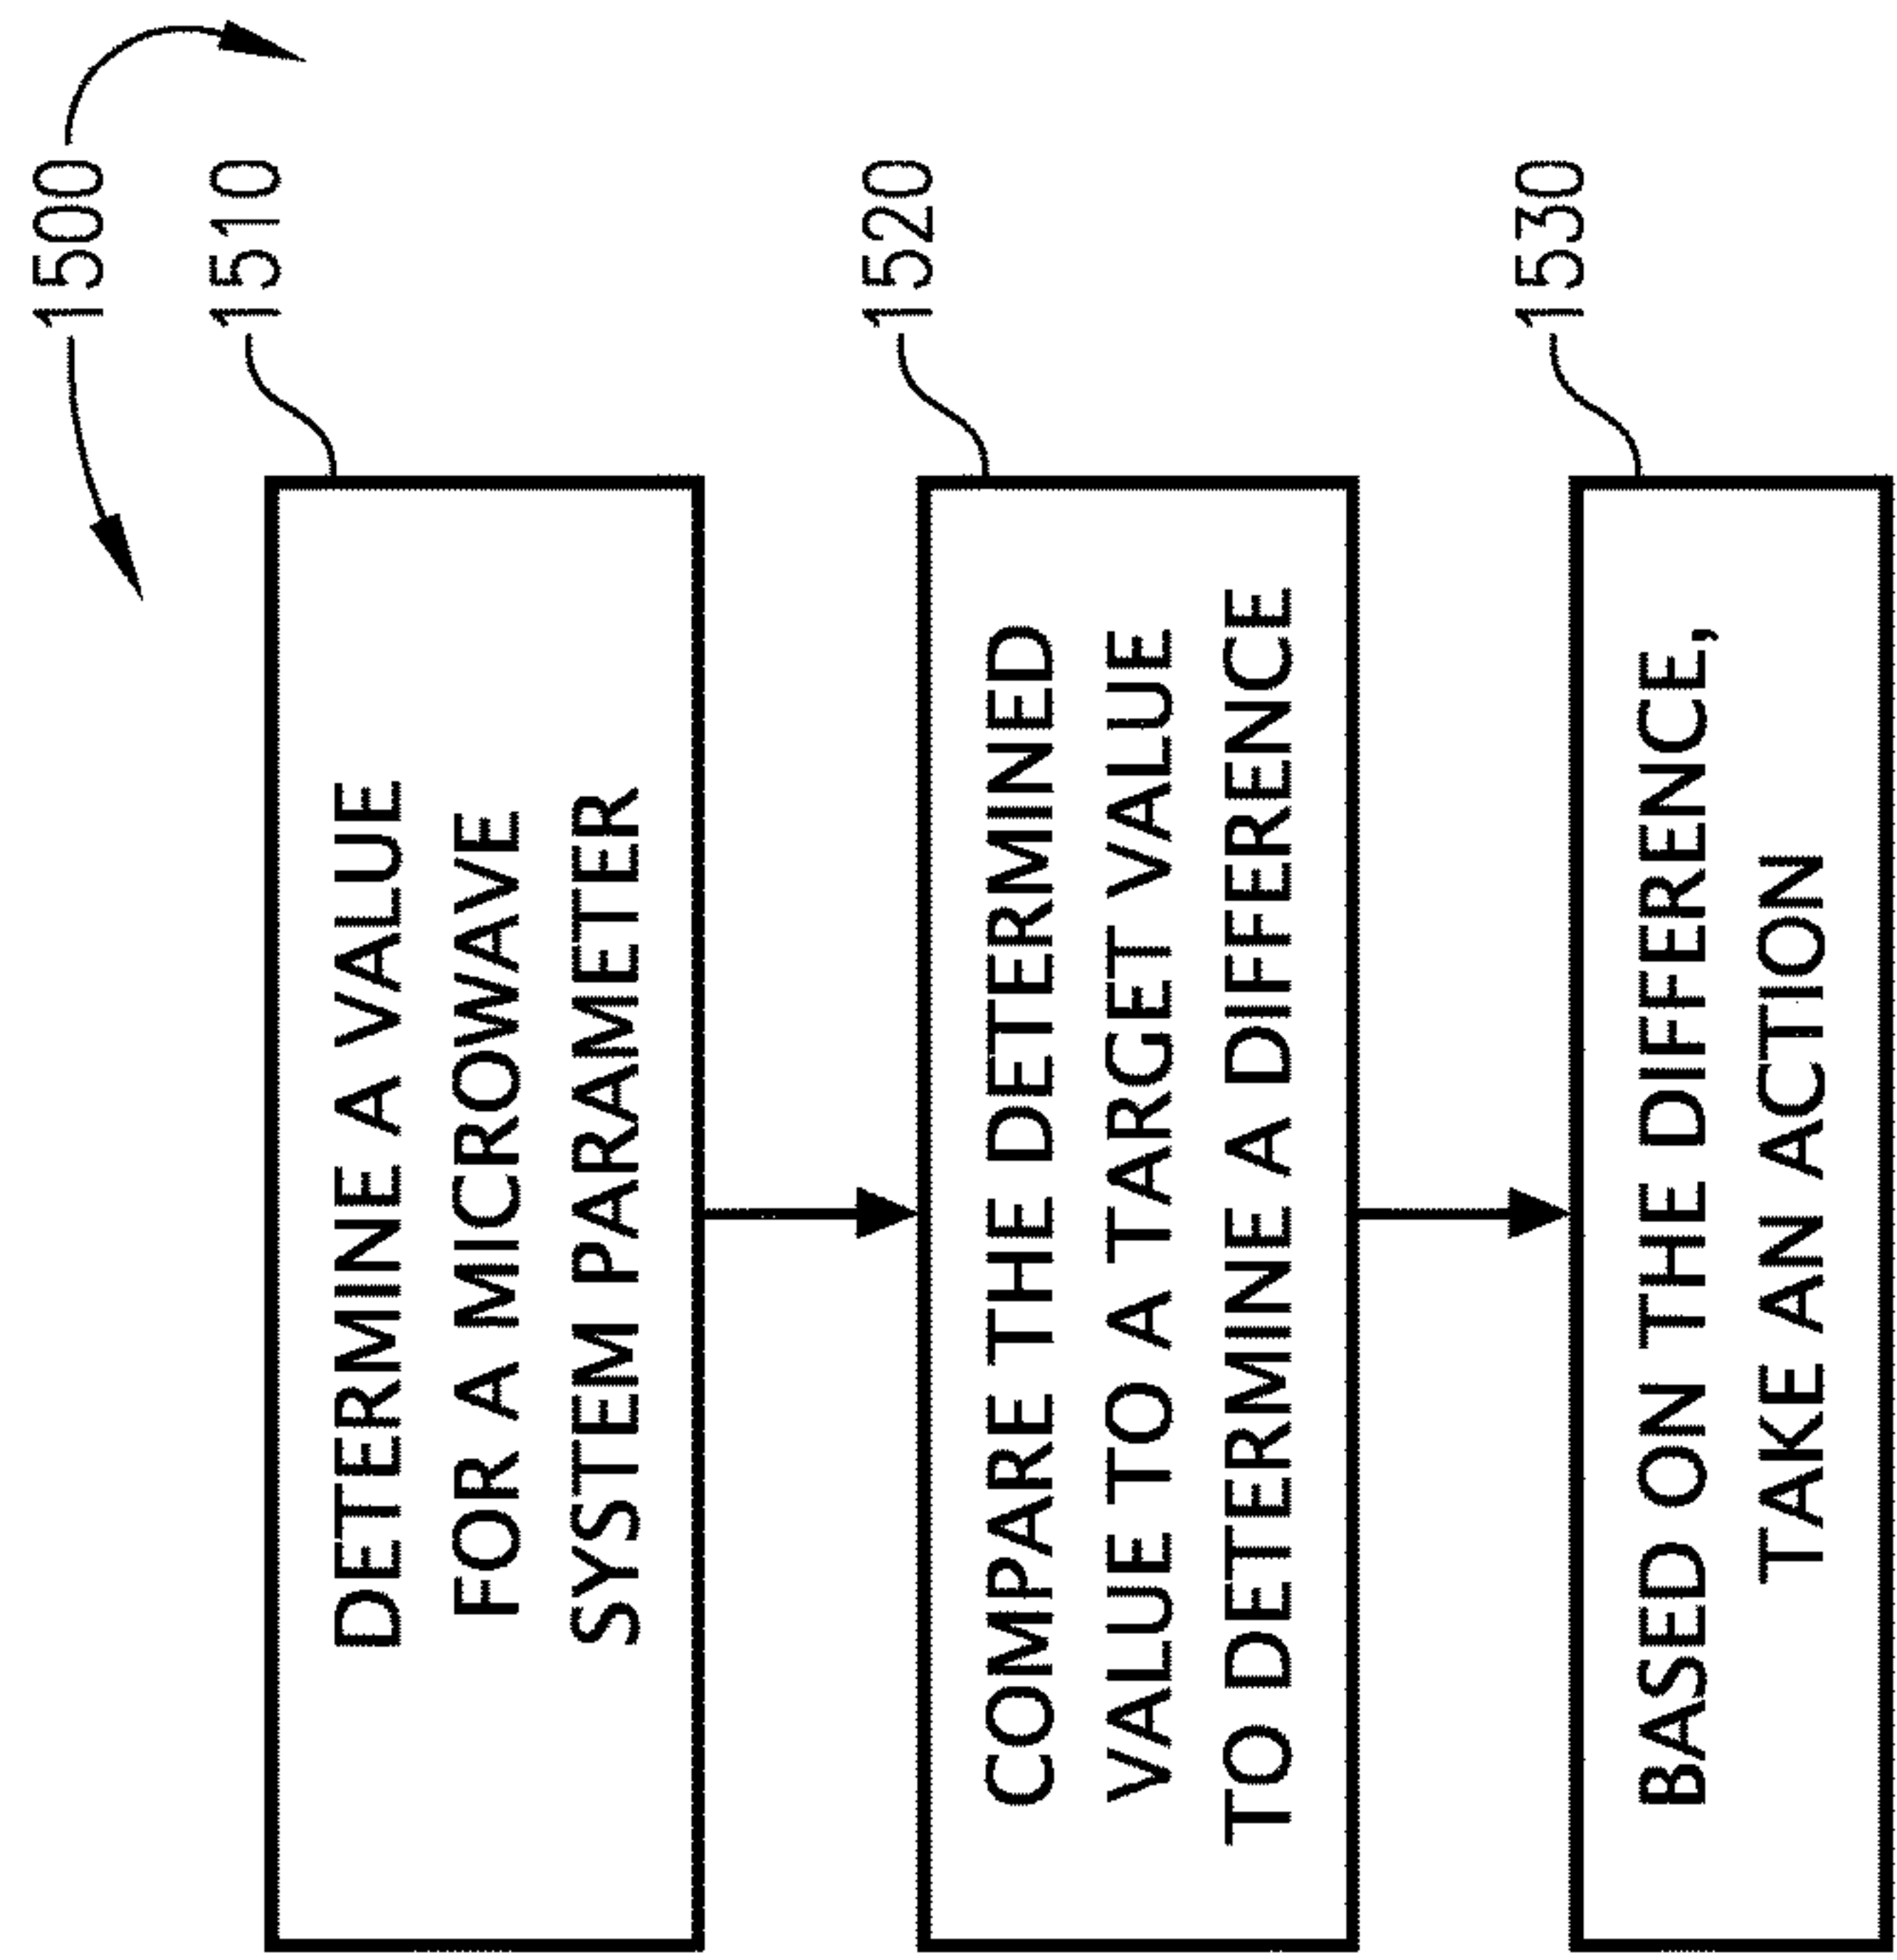 1500
1510
DETERMINE A VALUE
FOR A MICROWAVE
SYSTEM PARAMETER
1520
COMPARE THE DETERMINED
VALUE TO A TARGET VALUE
TO DETERMINE A DIFFERENCE
1530
BASED ON THE DIFFERENCE,
TAKE AN ACTION